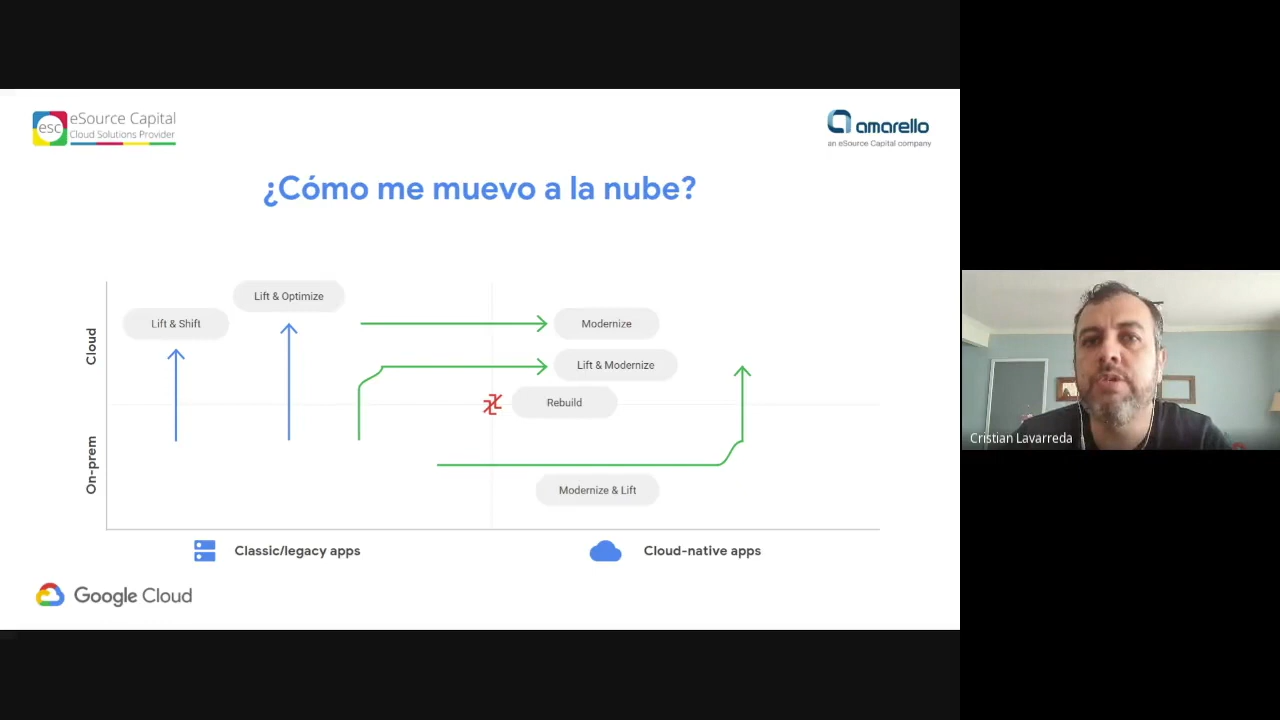 esc
eSource Capital
Cloud Solutions Provider
amarello
an eSource Capital company
¿Cómo me muevo a la nube?
Cloud
On-prem
Lift & Shift
Lift & Optimize
Modernize
Lift & Modernize
Rebuild
Modernize & Lift
Classic/legacy apps
Cloud-native apps
Google Cloud
Cristian Lavarreda